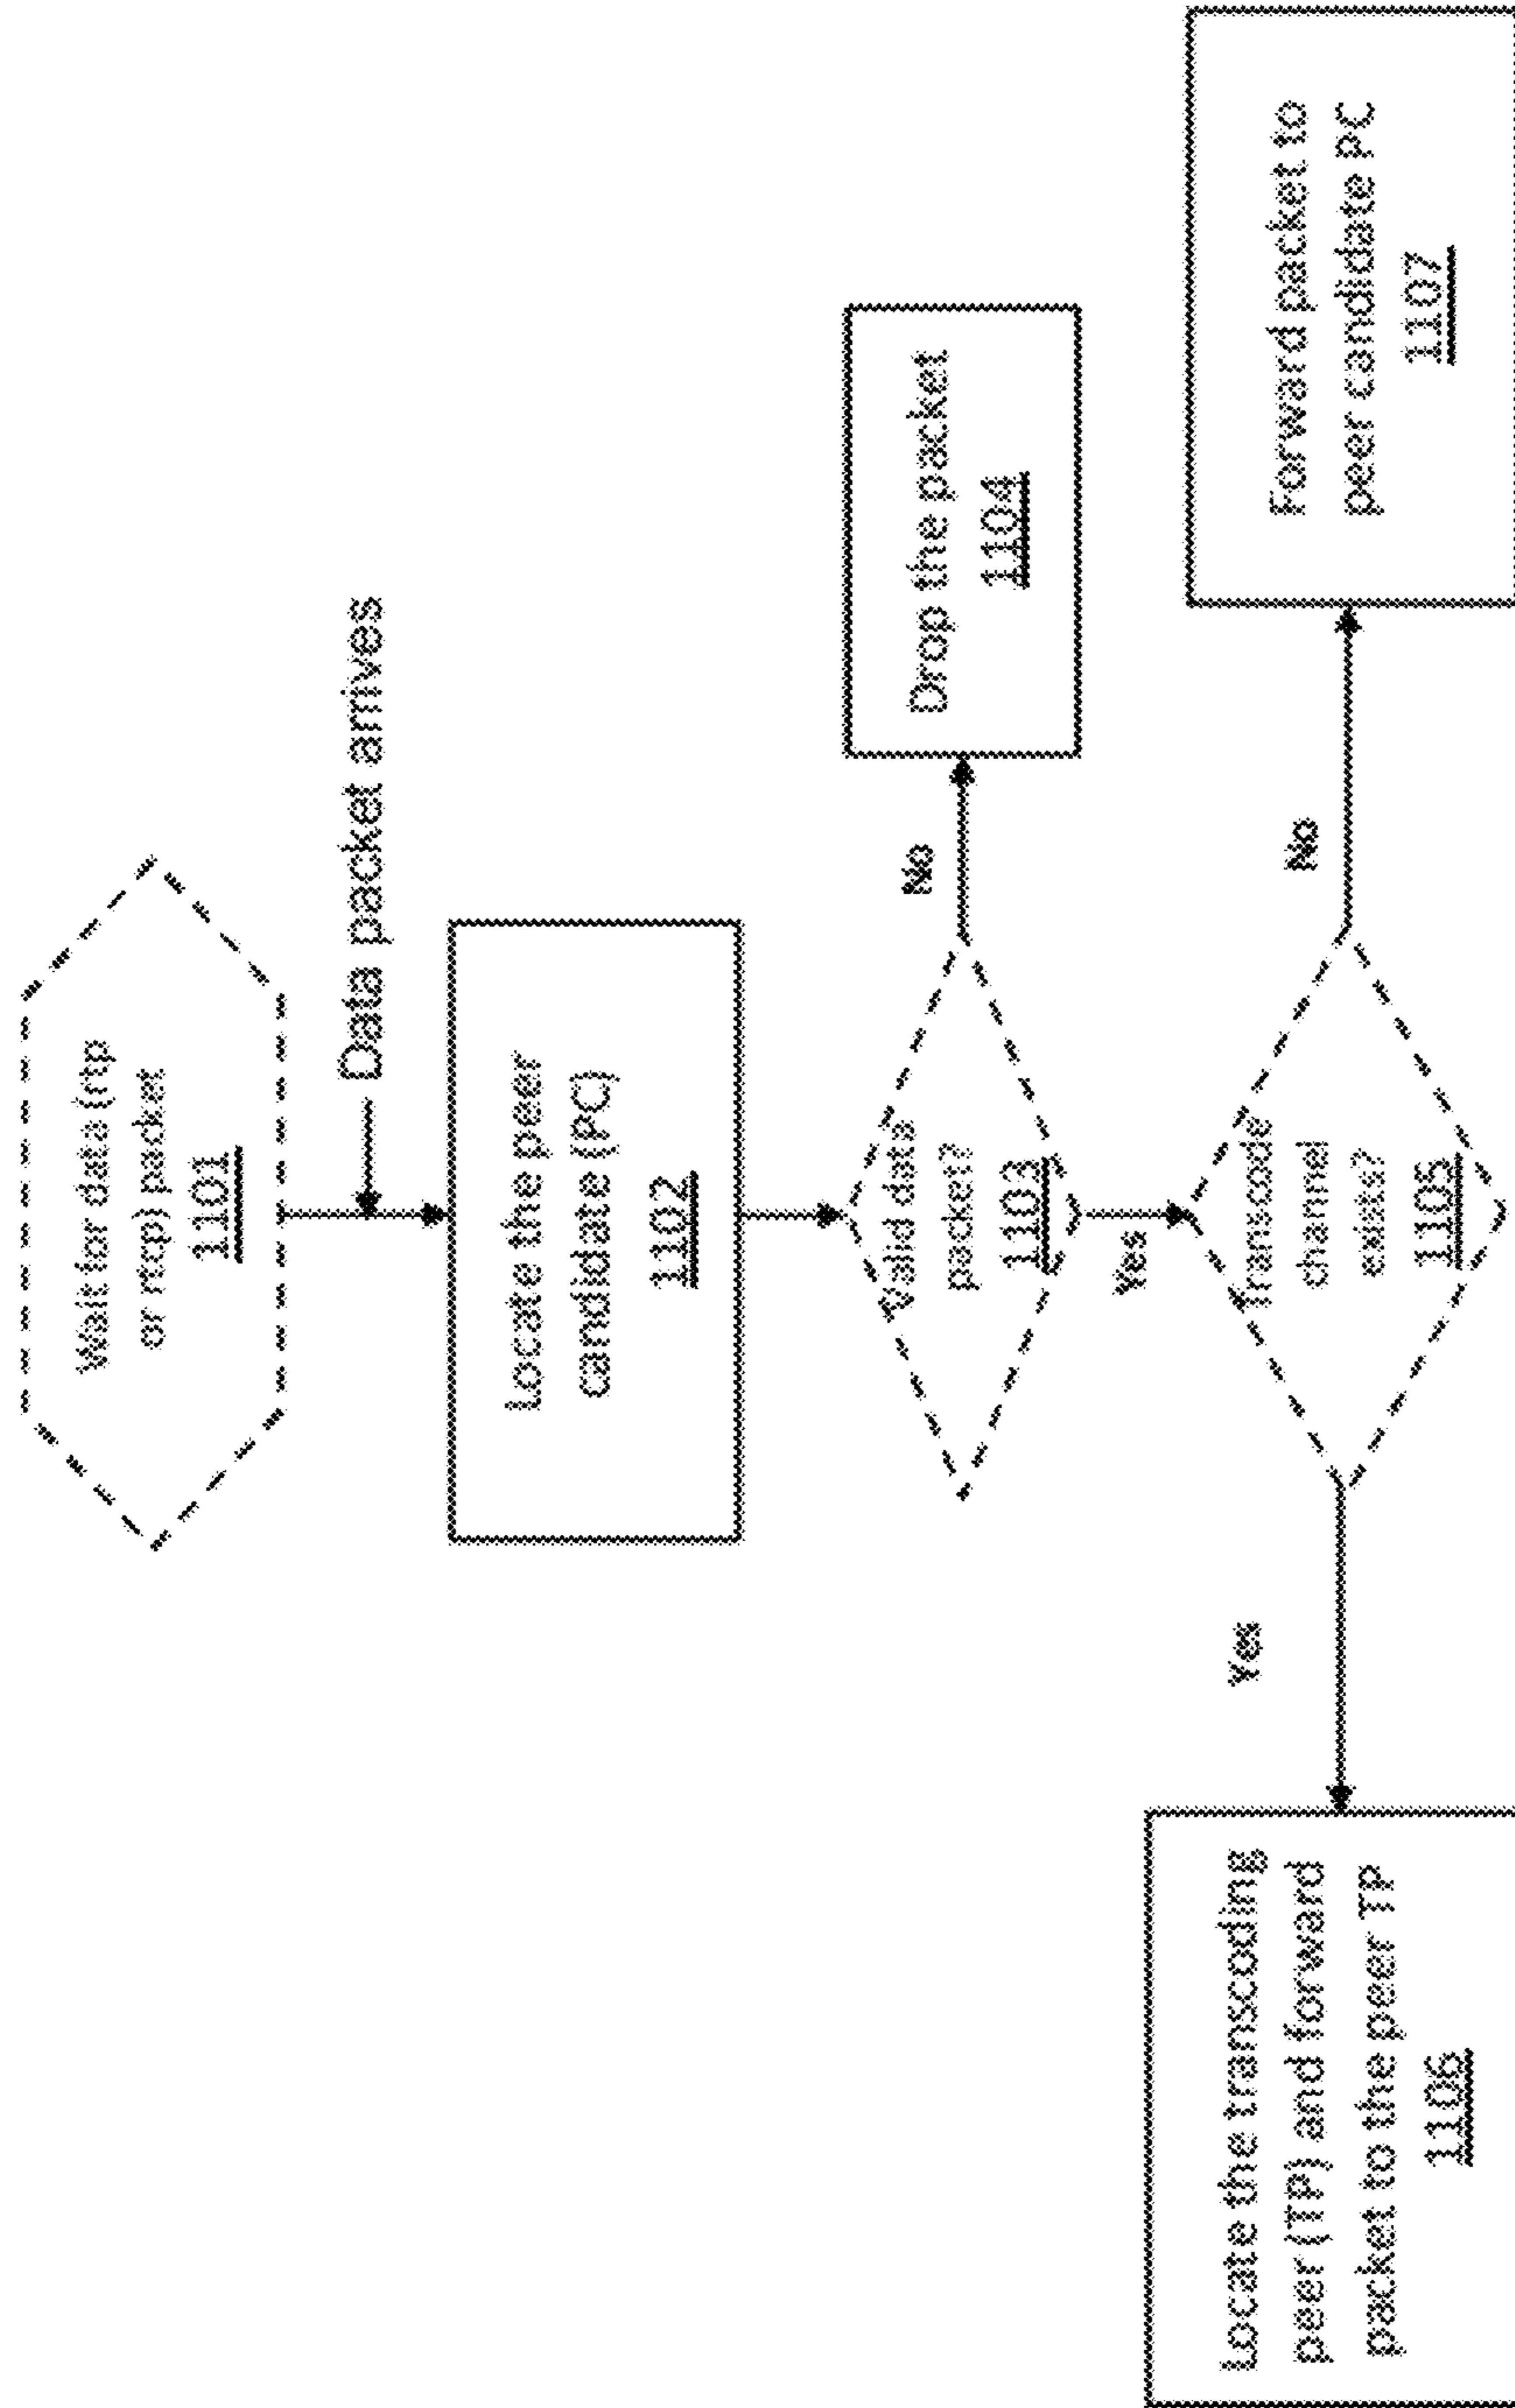 Wait for data (rtp
or rtcp) packet
1101
Data packet arrives
Locate the peer
candidate (PC)
1102
Valid data
packet?
1103
No
Drop the packet
1104
Yes
Transcode
channel
exists?
1105
Yes
Locate the transcoding
peer (TP) and forward
packet to the peer TP
1106
No
Forward packet to
peer candidate PC
1107